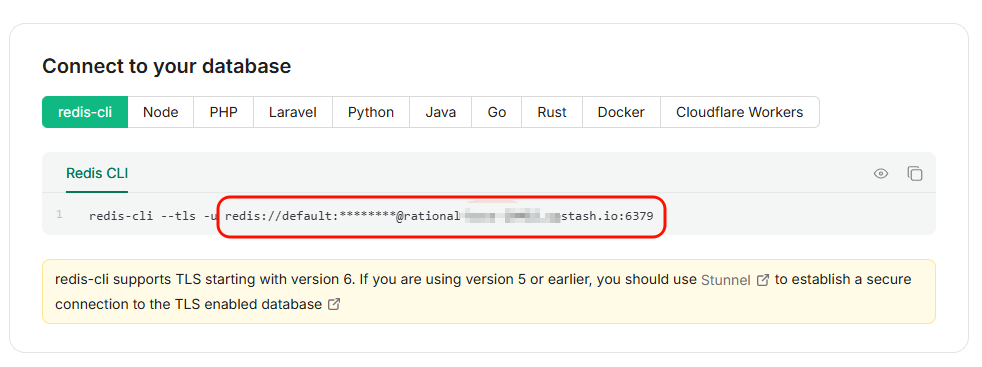 Connect to your database
redis-cli Node PHP Laravel Python Java Go Rust Docker Cloudflare Workers
Redis CLI
1 redis-cli --tls -u redis://default:********@rational stash.io:6379
redis-cli supports TLS starting with version 6. If you are using version 5 or earlier, you should use Stunnel to establish a secure
connection to the TLS enabled database